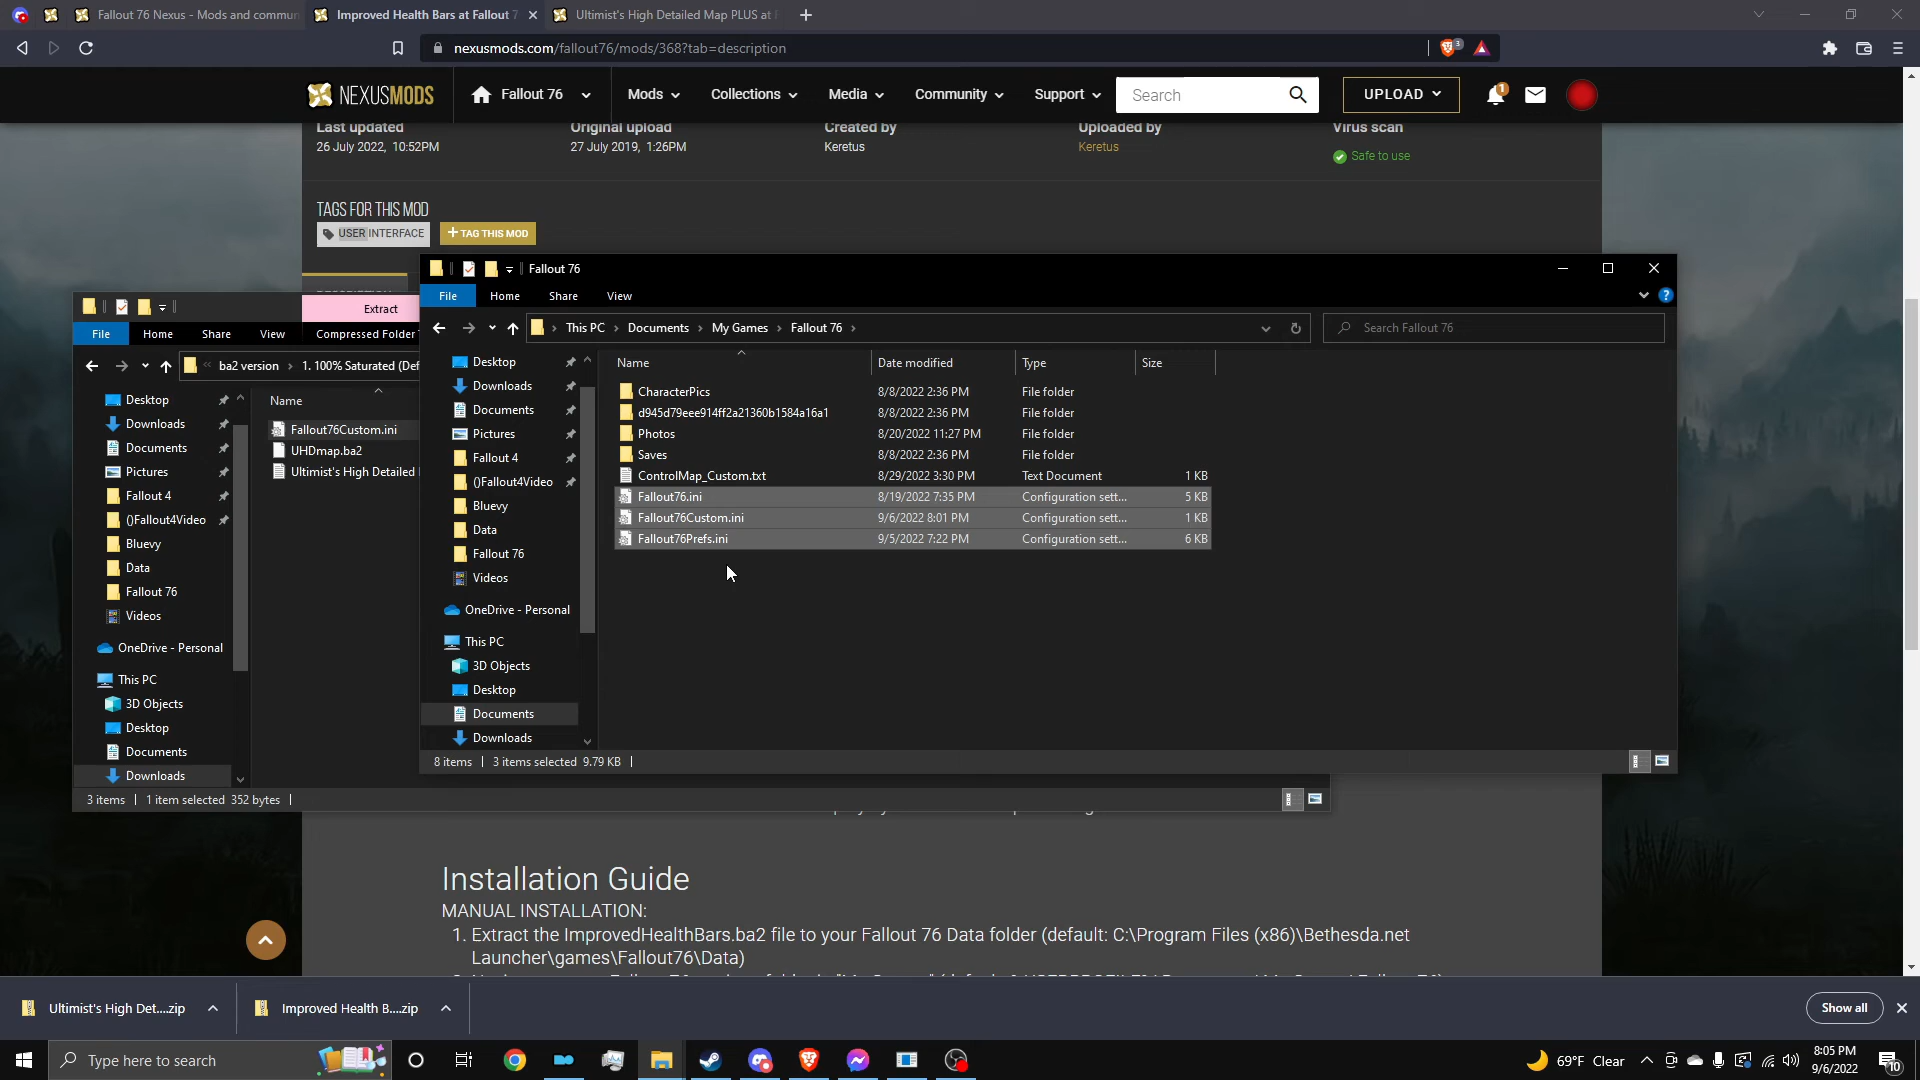 Fallout 76 Nexus - Mods and commun
Improved Health Bars at Fallout 7
Ultimist's High Detailed Map PLUS at F
nexusmods.com/fallout76/mods/368?tab=description
3
NEXUSMODS
Fallout 76
Mods
Collections
Media
Community
Support
Search
UPLOAD
1
Last updated
Original upload
Created by
Uploaded by
Virus scan
26 July 2022, 10:52PM
27 July 2019, 1:26PM
Keretus
Keretus
Safe to use
TAGS FOR THIS MOD
USER INTERFACE
TAG THIS MOD
Fallout 76
File
Home
Share
View
This PC
Documents
My Games
Fallout 76
Search Fallout 76
Desktop
Downloads
Documents
Pictures
Fallout 4
()Fallout4Video
Bluevy
Data
Fallout 76
Videos
OneDrive - Personal
This PC
3D Objects
Desktop
Documents
Downloads
Name
Date modified
Type
Size
CharacterPics
8/8/2022 2:36 PM
File folder
d945d79eee914ff2a21360b1584a16a1
8/8/2022 2:36 PM
File folder
Photos
8/20/2022 11:27 PM
File folder
Saves
8/8/2022 2:36 PM
File folder
ControlMap_Custom.txt
8/29/2022 3:30 PM
Text Document
1 KB
Fallout76.ini
8/19/2022 7:35 PM
Configuration sett...
5 KB
Fallout76Custom.ini
9/6/2022 8:01 PM
Configuration sett...
1 KB
Fallout76Prefs.ini
9/5/2022 7:22 PM
Configuration sett...
6 KB
8 items
3 items selected 9.79 KB
Extract
File
Home
Share
View
Compressed Folder
ba2 version
1. 100% Saturated (Def
Desktop
Downloads
Documents
Pictures
Fallout 4
()Fallout4Video
Bluevy
Data
Fallout 76
Videos
OneDrive - Personal
This PC
3D Objects
Desktop
Documents
Downloads
Name
Fallout76Custom.ini
UHDmap.ba2
Ultimist's High Detailed
3 items
1 item selected 352 bytes
Installation Guide
MANUAL INSTALLATION:
1. Extract the ImprovedHealthBars.ba2 file to your Fallout 76 Data folder (default: C:\Program Files (x86)\Bethesda.net
Launcher\games\Fallout76\Data)
Ultimist's High Det....zip
Improved Health B....zip
Show all
Type here to search
69°F Clear
8:05 PM
9/6/2022
10